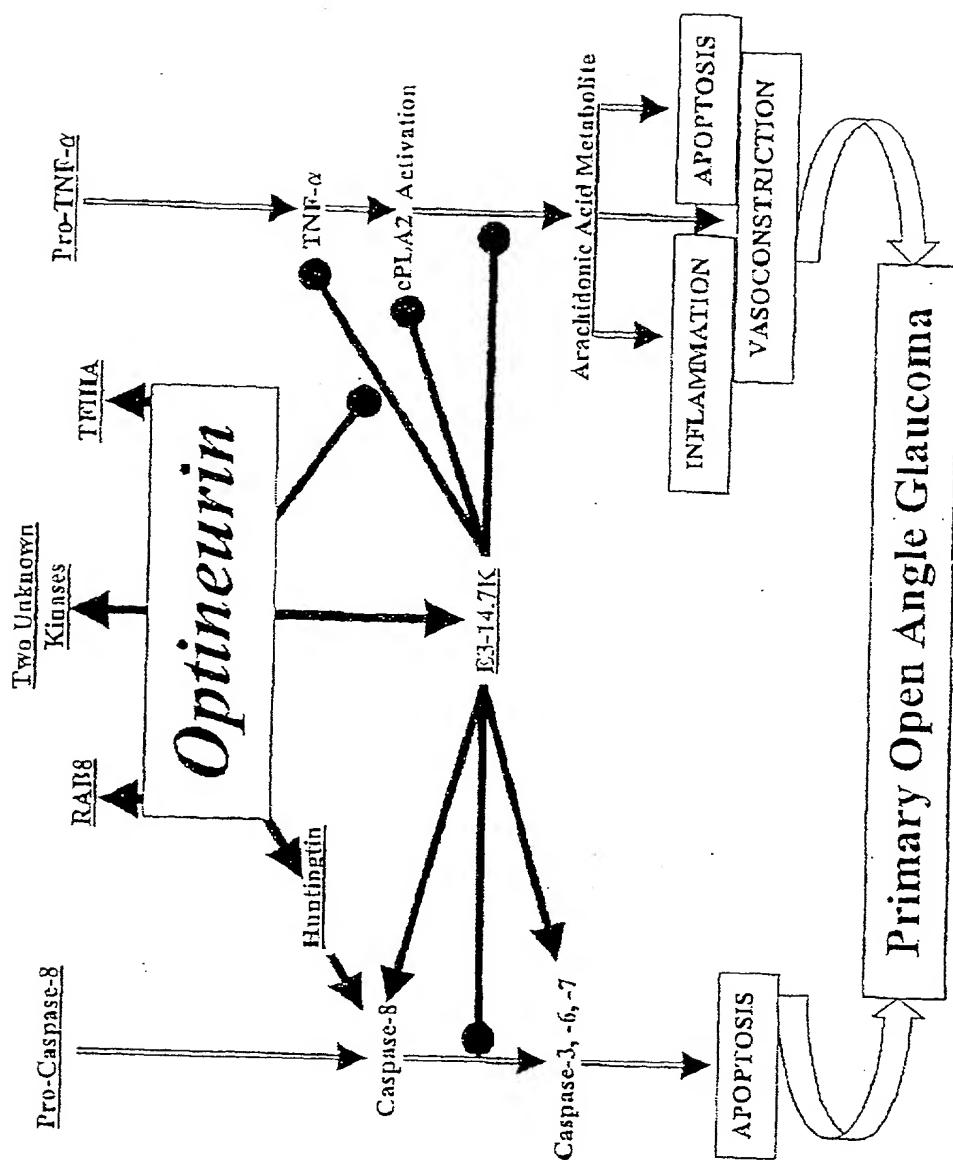 Two Unknown
Kinases
Pro-Caspase-8
RAB8
TFIIIA
Pro-TNF-α
Optineurin
Huntingtin
TNF-α
Caspase-8
cPLA2 Activation
E3-14.7K
Caspase-3, -6, -7
Arachidonic Acid Metabolite
APOPTOSIS
INFLAMMATION
APOPTOSIS
VASOCONSTRICTION
Primary Open Angle Glaucoma